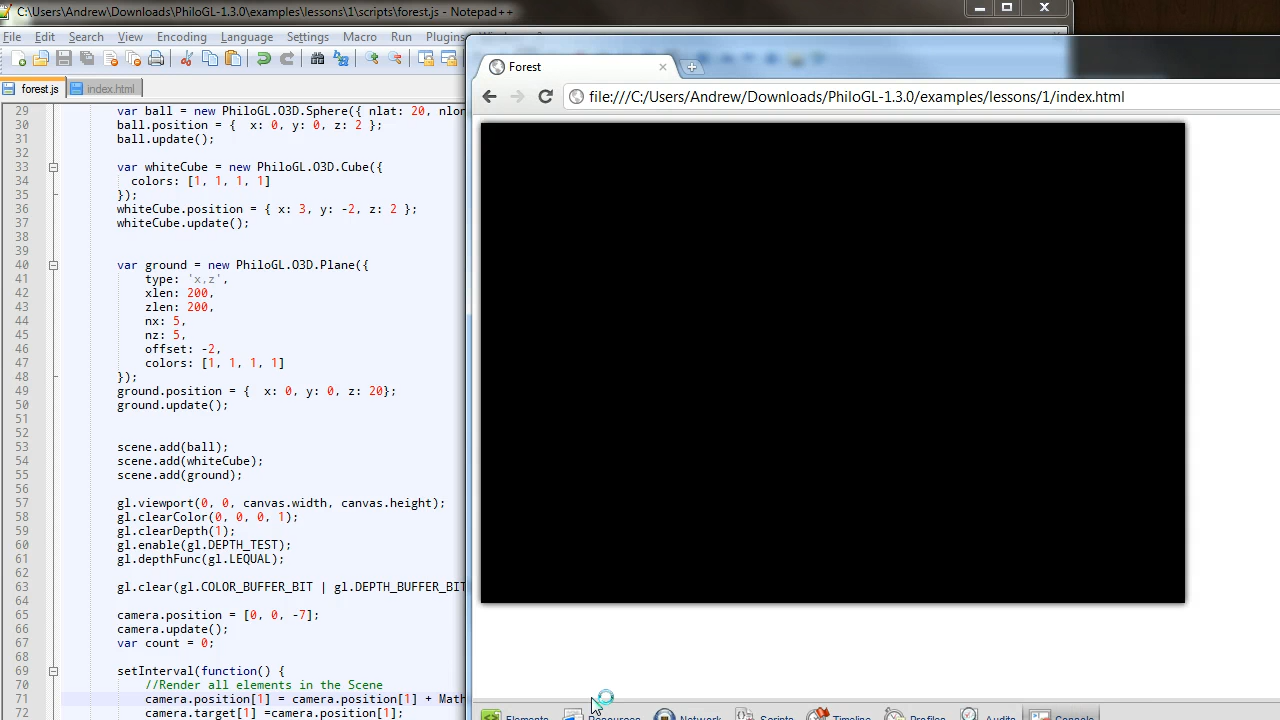 C:\Users\Andrew\Downloads\PhiloGL-1.3.0\examples\lessons\1\scripts\forest.js - Notepad++
File Edit Search View Encoding Language Settings Macro Run Plugins
forest.js index.html
29 var ball = new PhiloGL.O3D.Sphere({ nlat: 20, nlon
30 ball.position = { x: 0, y: 0, z: 2 };
31 ball.update();
32
33 var whiteCube = new PhiloGL.O3D.Cube({
34 colors: [1, 1, 1, 1]
35 });
36 whiteCube.position = { x: 3, y: -2, z: 2 };
37 whiteCube.update();
38
39
40 var ground = new PhiloGL.O3D.Plane({
41 type: 'x,z',
42 xlen: 200,
43 zlen: 200,
44 nx: 5,
45 nz: 5,
46 offset: -2,
47 colors: [1, 1, 1, 1]
48 });
49 ground.position = { x: 0, y: 0, z: 20};
50 ground.update();
51
52
53 scene.add(ball);
54 scene.add(whiteCube);
55 scene.add(ground);
56
57 gl.viewport(0, 0, canvas.width, canvas.height);
58 gl.clearColor(0, 0, 0, 1);
59 gl.clearDepth(1);
60 gl.enable(gl.DEPTH_TEST);
61 gl.depthFunc(gl.LEQUAL);
62
63 gl.clear(gl.COLOR_BUFFER_BIT | gl.DEPTH_BUFFER_BIT
64
65 camera.position = [0, 0, -7];
66 camera.update();
67 var count = 0;
68
69 setInterval(function() {
70 //Render all elements in the Scene
71 camera.position[1] = camera.position[1] + Math
72 camera.target[1] =camera.position[1];
Forest
file:///C:/Users/Andrew/Downloads/PhiloGL-1.3.0/examples/lessons/1/index.html
Elements Resources Network Scripts Timeline Profiles Audits Console